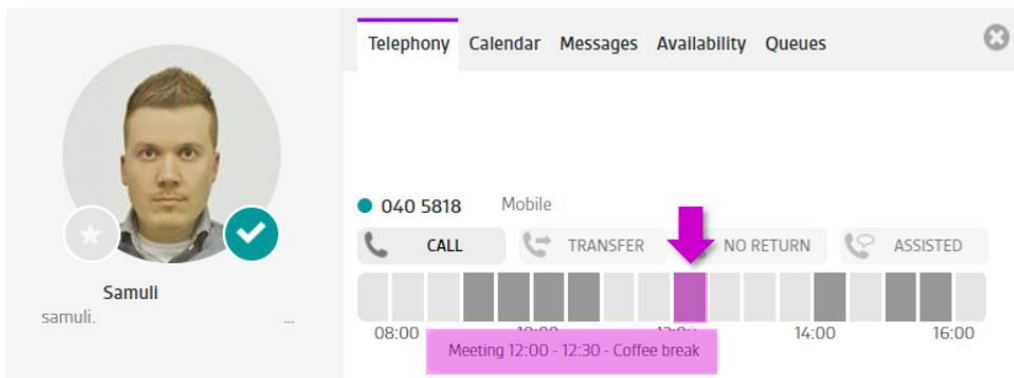 Telephony Calendar Messages Availability Queues
040 5818 Mobile
CALL TRANSFER NO RETURN ASSISTED
Samuli
samuli. ...
08:00 14:00 16:00
Meeting 12:00 - 12:30 - Coffee break